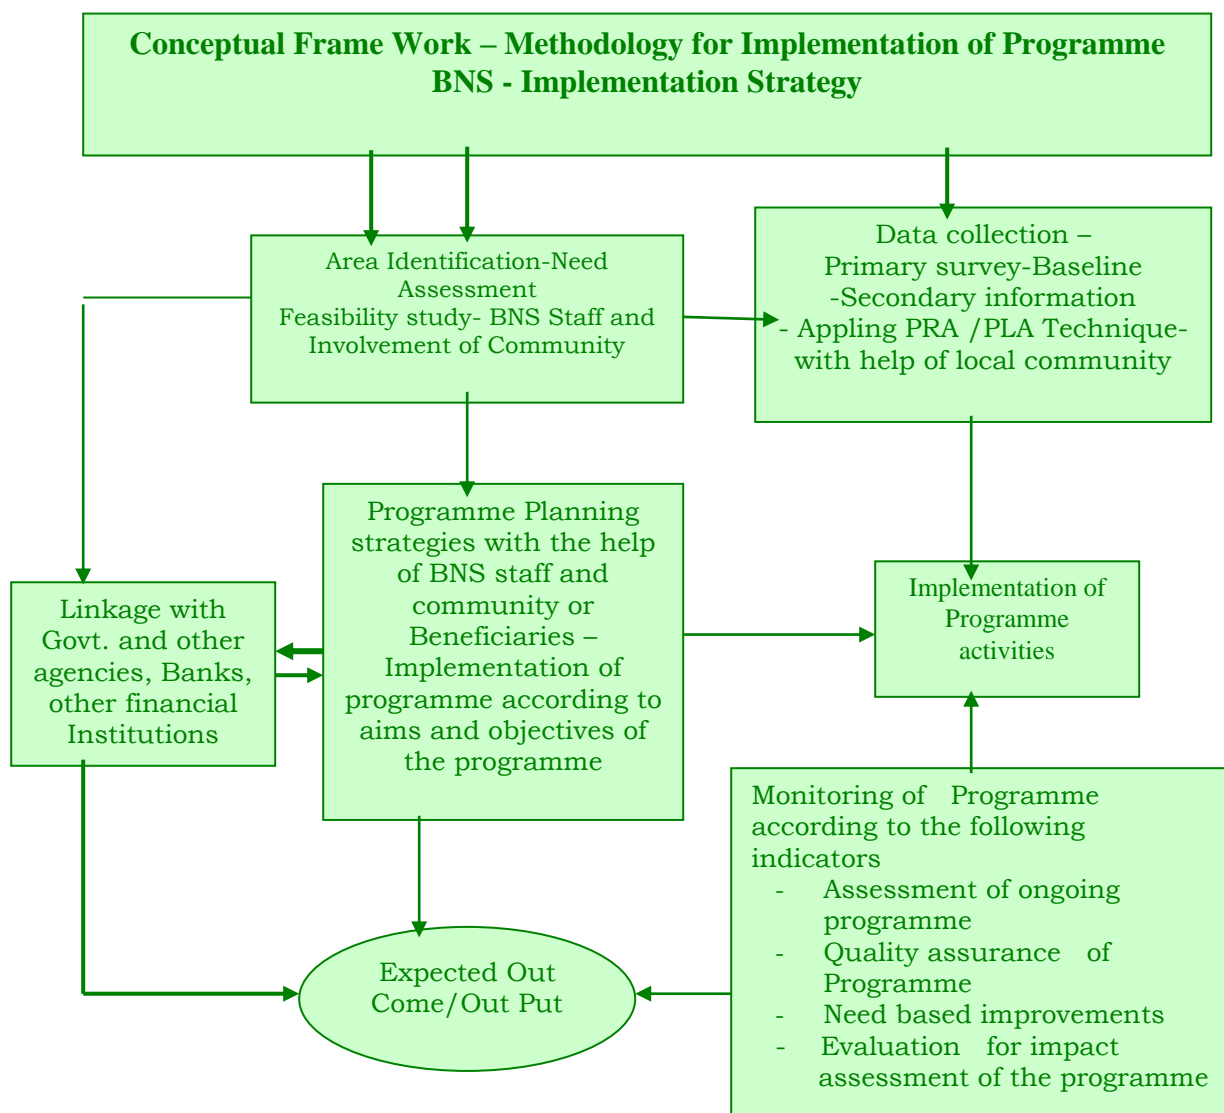 Conceptual Frame Work – Methodology for Implementation of Programme
BNS - Implementation Strategy
Area Identification-Need
Assessment
Feasibility study- BNS Staff and
Involvement of Community
Data collection –
Primary survey-Baseline
-Secondary information
- Appling PRA /PLA Technique-
with help of local community
Programme Planning
strategies with the help
of BNS staff and
community or
Beneficiaries –
Implementation of
programme according to
aims and objectives of
the programme
Linkage with
Govt. and other
agencies, Banks,
other financial
Institutions
Implementation of
Programme
activities
Monitoring of Programme
according to the following
indicators
- Assessment of ongoing
programme
- Quality assurance of
Programme
- Need based improvements
- Evaluation for impact
assessment of the programme
Expected Out
Come/Out Put